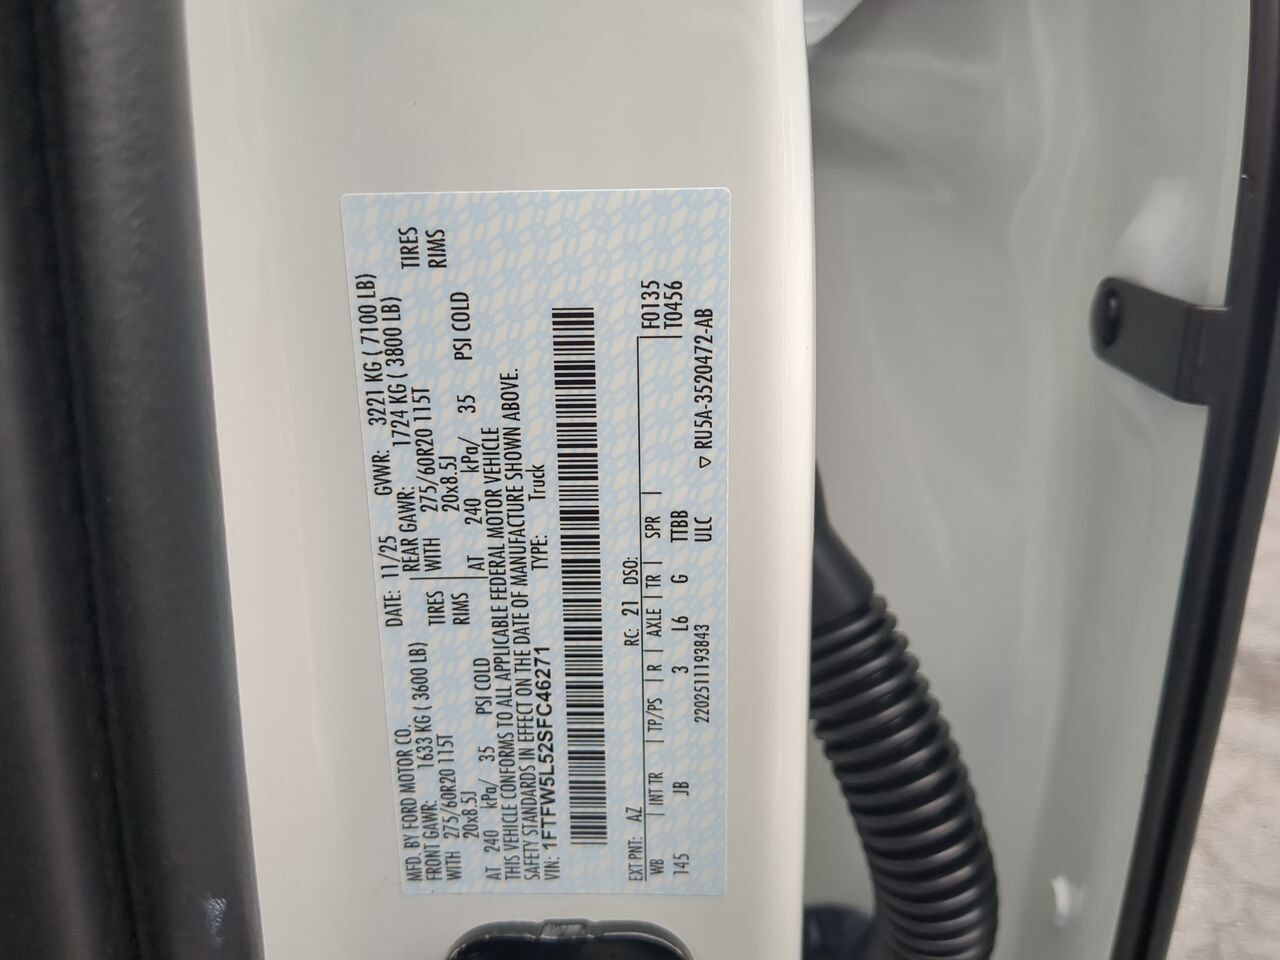 MFD. BY FORD MOTOR CO.
DATE: 11/25 GVWR: 3221 KG ( 7100 LB)
FRONT GAWR: 1633 KG ( 3600 LB) REAR GAWR: 1724 KG ( 3800 LB)
WITH 275/60R20 115T TIRES WITH 275/60R20 115T TIRES
20x8.5J RIMS 20x8.5J RIMS
AT 240 kPa/ 35 PSI COLD AT 240 kPa/ 35 PSI COLD
THIS VEHICLE CONFORMS TO ALL APPLICABLE FEDERAL MOTOR VEHICLE
SAFETY STANDARDS IN EFFECT ON THE DATE OF MANUFACTURE SHOWN ABOVE.
VIN: 1FTFW5L52SFC46271 TYPE: Truck
EXT PNT: AZ RC: 21 DSO: F0135
WB | INT TR | TP/PS | R | AXLE | TR | SPR | T0456
145 JB 3 L6 G TTBB
2202511193843 ULC ▽ RU5A-3520472-AB